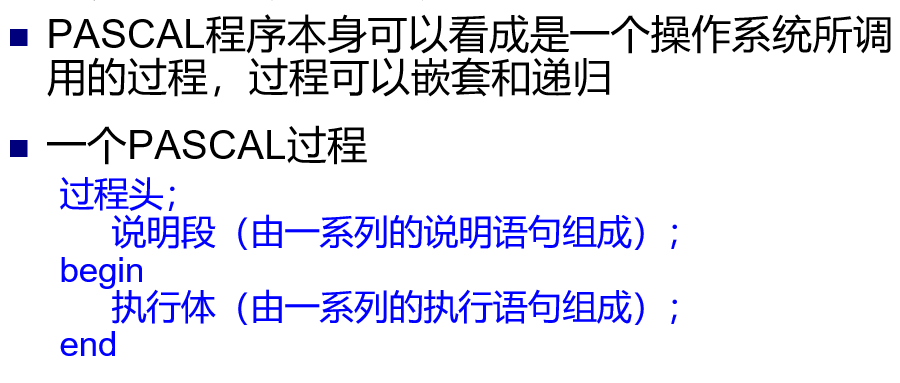 ■ PASCAL程序本身可以看成是一个操作系统所调
用的过程，过程可以嵌套和递归
■ 一个PASCAL过程
过程头；
说明段（由一系列的说明语句组成）；
begin
执行体（由一系列的执行语句组成）；
end